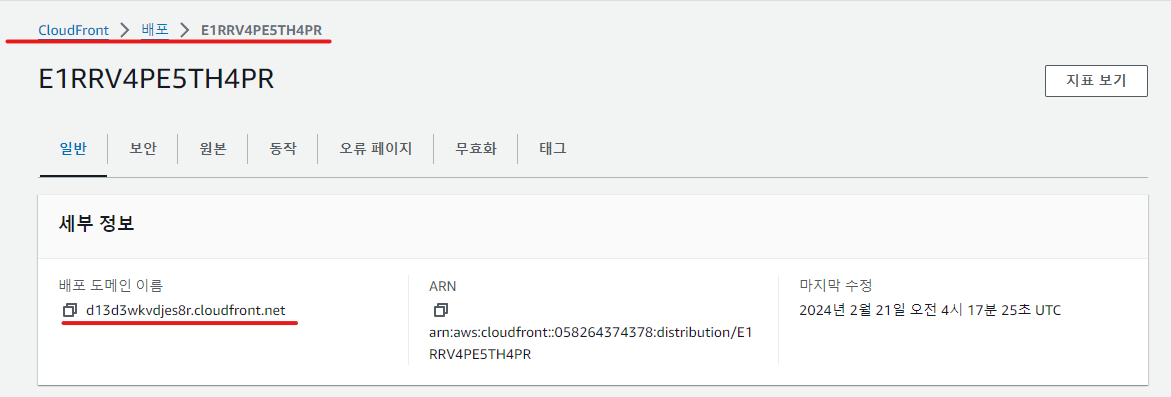 CloudFront > 배포 > E1RRV4PE5TH4PR
E1RRV4PE5TH4PR
지표 보기
일반 보안 원본 동작 오류 페이지 무효화 태그
세부 정보
배포 도메인 이름
d13d3wkvdjes8r.cloudfront.net
ARN
arn:aws:cloudfront::058264374378:distribution/E1
RRV4PE5TH4PR
마지막 수정
2024년 2월 21일 오전 4시 17분 25초 UTC